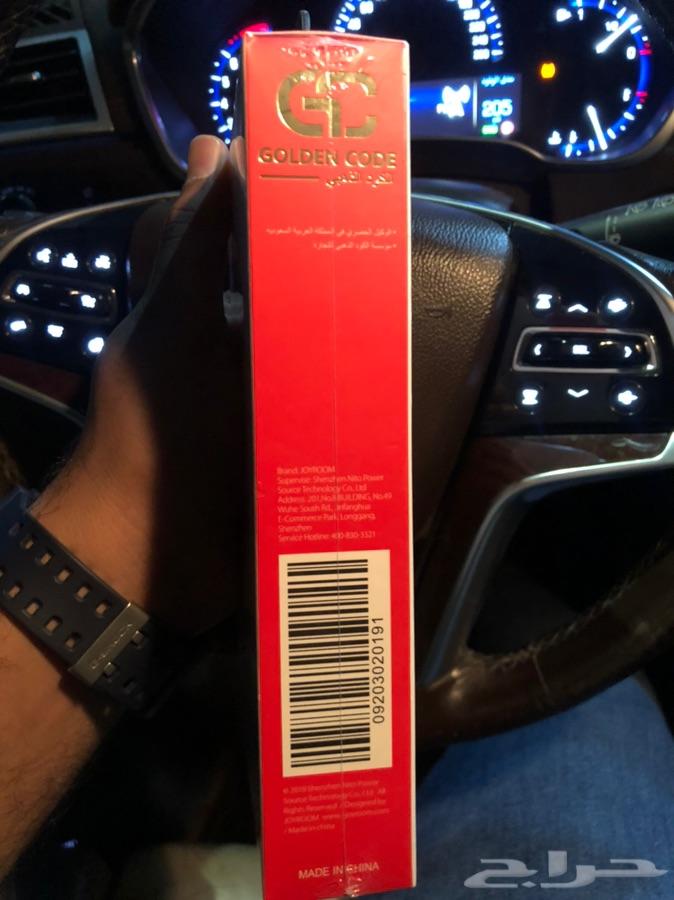 GC
GOLDEN CODE
الكود الذهبي
• الوكيل الحصري في المملكة العربية السعودية
• مؤسسة الكود الذهبي للتجارة
Brand: JOYROOM
Supervise: Shenzhen Nito Power
Source Technology Co., Ltd
Address: 201,No.8 BUILDING, No.49
Wuhe South Rd., Jinfanghua
E-Commerce Park, Longgang,
Shenzhen
Service Hotline: 400-830-3321
09203020191
© 2019 Shenzhen Nito Power
Source Technology Co., Ltd All
Rights Reserved / Designed by
JOYROOM
/ Made in china
MADE IN CHINA
205
SEL
حراج